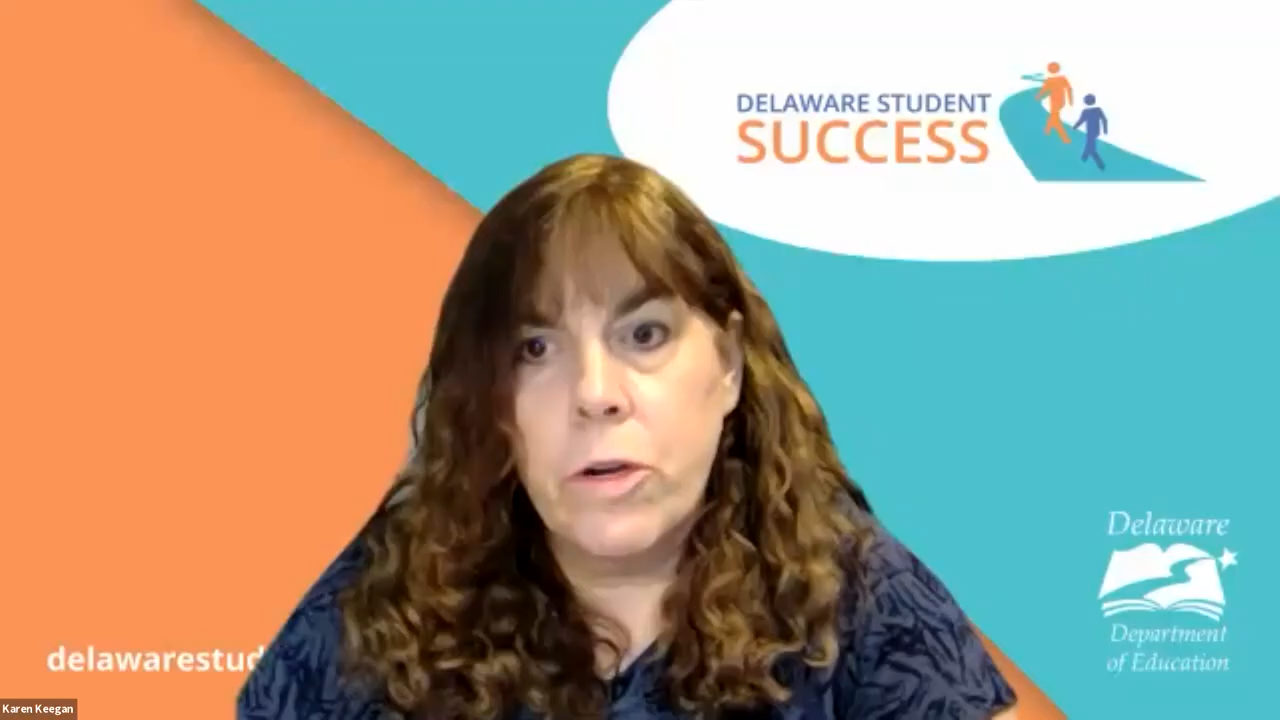 DELAWARE STUDENT
SUCCESS
Delaware
Department
of Education
delawarestud
Karen Keegan